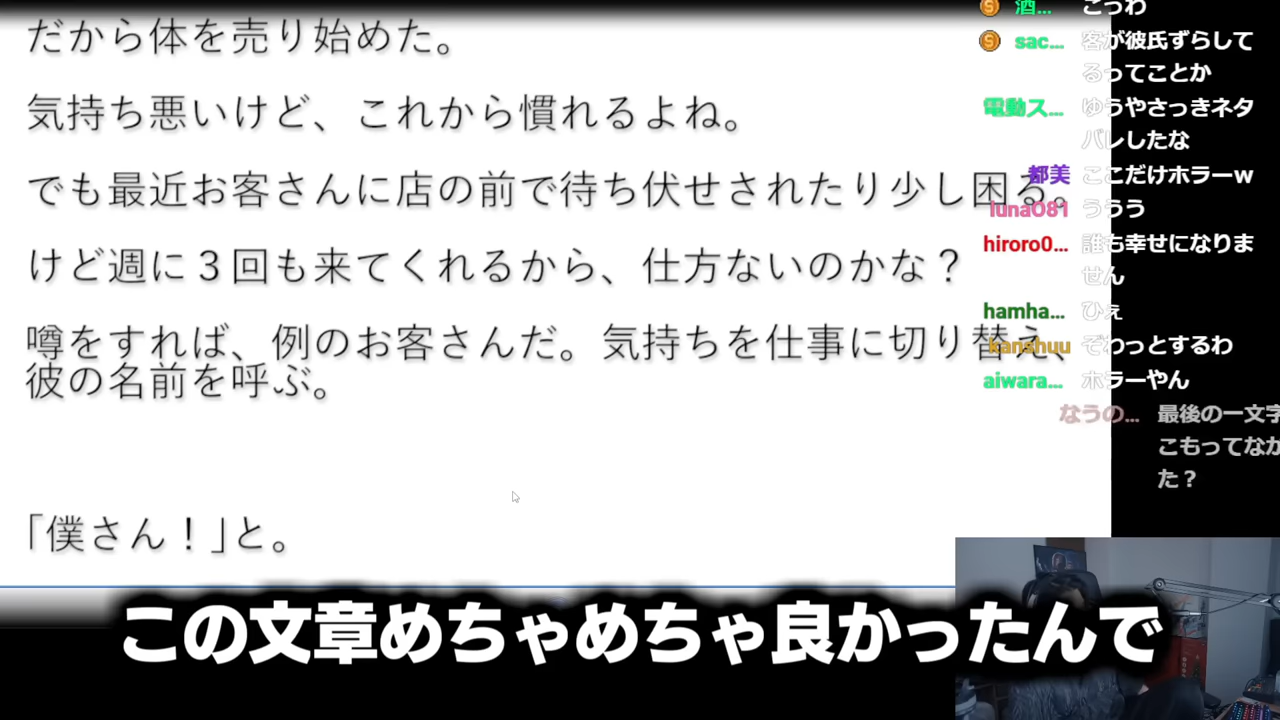 だから体を売り始めた。
気持ち悪いけど、これから慣れるよね。
でも最近お客さんに店の前で待ち伏せされたり少し困る。
けど週に３回も来てくれるから、仕方ないのかな？
噂をすれば、例のお客さんだ。気持ちを仕事に切り替え、
彼の名前を呼ぶ。
「僕さん！」と。
酒... こっわ
sac... 客が彼氏ずらして
るってことか
電動ス... ゆうやさっきネタ
バレしたな
都美 ここだけホラーw
luna081 ううう
hiroro0... 誰も幸せになりま
せん
hamha... ひぇ
kanshuu ぞわっとするわ
aiwara... ホラーやん
なうの... 最後の一文字
こもってなか
た？
この文章めちゃめちゃ良かったんで